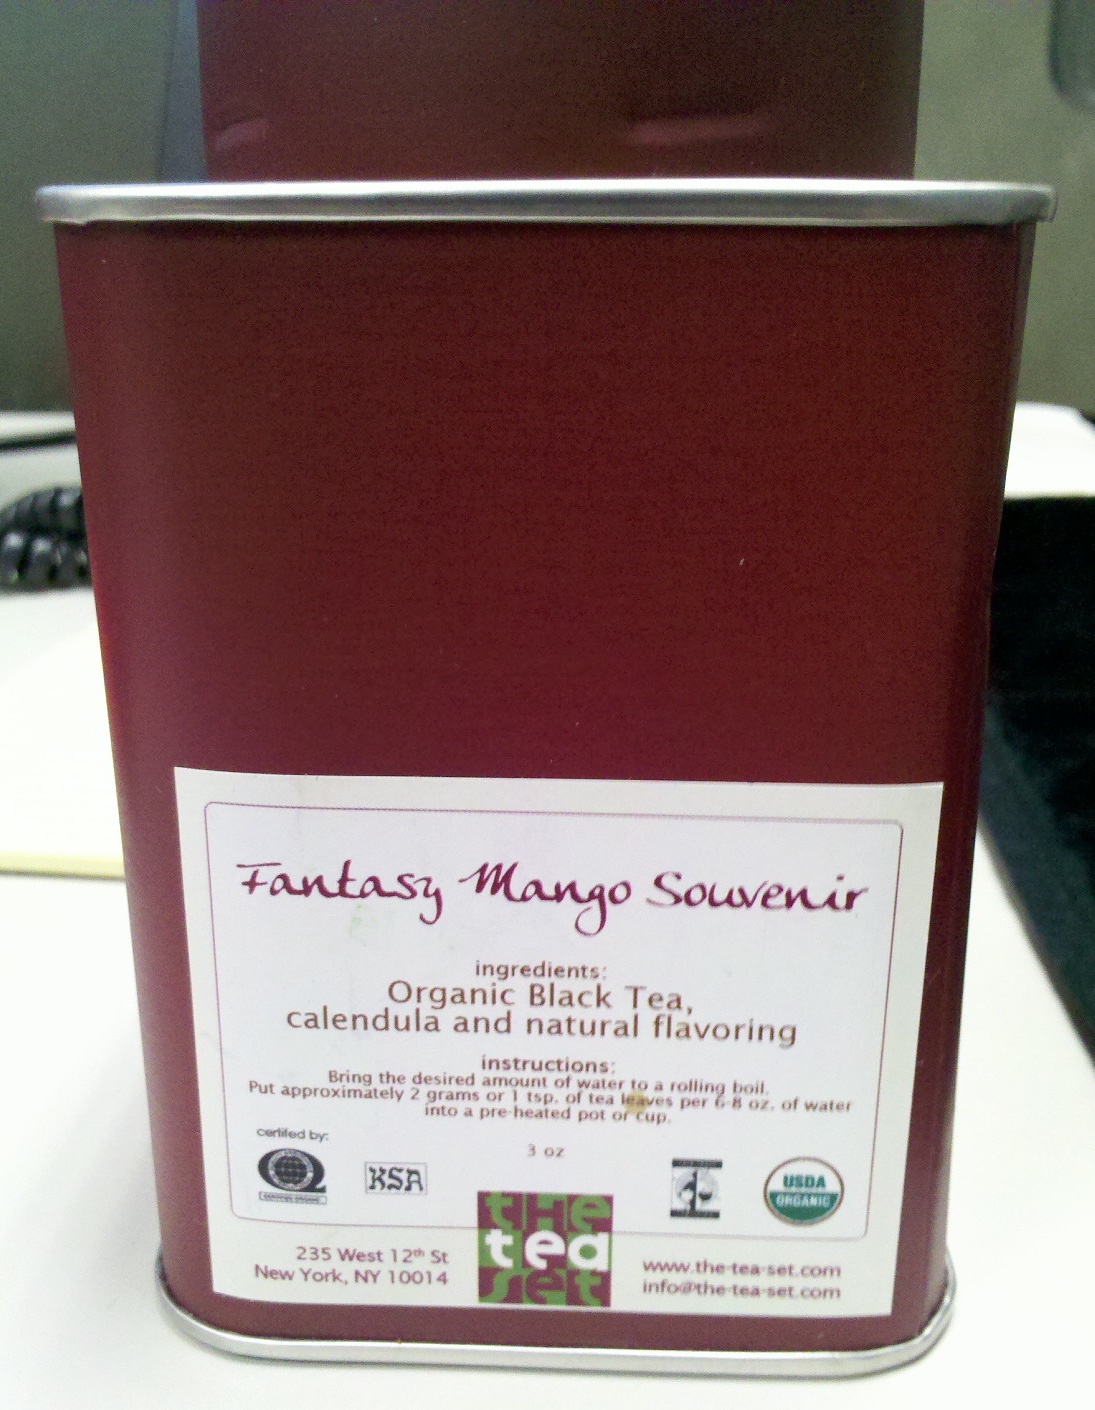 Fantasy Mango Souvenir
ingredients:
Organic Black Tea,
calendula and natural flavoring
instructions:
Bring the desired amount of water to a rolling boil.
Put approximately 2 grams or 1 tsp. of tea leaves per 6-8 oz. of water
into a pre-heated pot or cup.
certifed by:
3 oz
KSA
USDA
ORGANIC
the
tea
set
235 West 12th St
New York, NY 10014
www.the-tea-set.com
info@the-tea-set.com